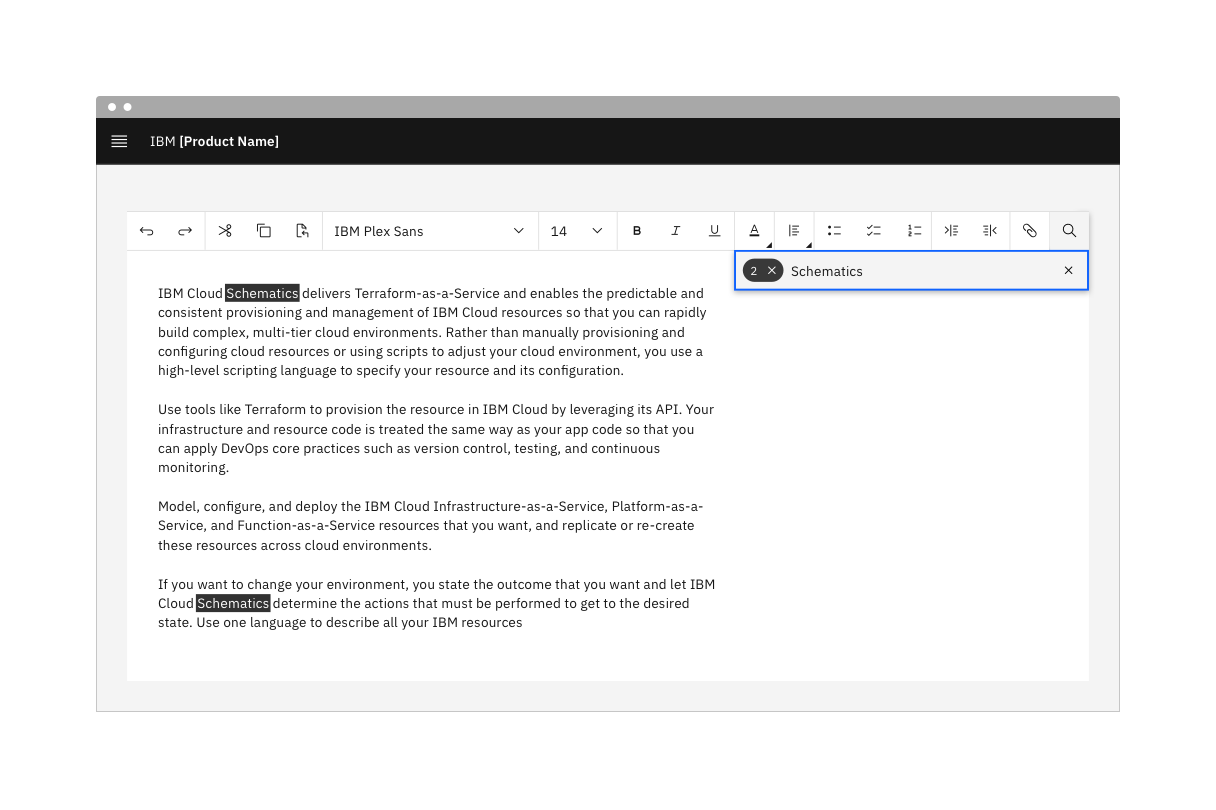 IBM [Product Name]
IBM Plex Sans 14 B I U A
2 Schematics
IBM Cloud Schematics delivers Terraform-as-a-Service and enables the predictable and
consistent provisioning and management of IBM Cloud resources so that you can rapidly
build complex, multi-tier cloud environments. Rather than manually provisioning and
configuring cloud resources or using scripts to adjust your cloud environment, you use a
high-level scripting language to specify your resource and its configuration.
Use tools like Terraform to provision the resource in IBM Cloud by leveraging its API. Your
infrastructure and resource code is treated the same way as your app code so that you
can apply DevOps core practices such as version control, testing, and continuous
monitoring.
Model, configure, and deploy the IBM Cloud Infrastructure-as-a-Service, Platform-as-a-
Service, and Function-as-a-Service resources that you want, and replicate or re-create
these resources across cloud environments.
If you want to change your environment, you state the outcome that you want and let IBM
Cloud Schematics determine the actions that must be performed to get to the desired
state. Use one language to describe all your IBM resources